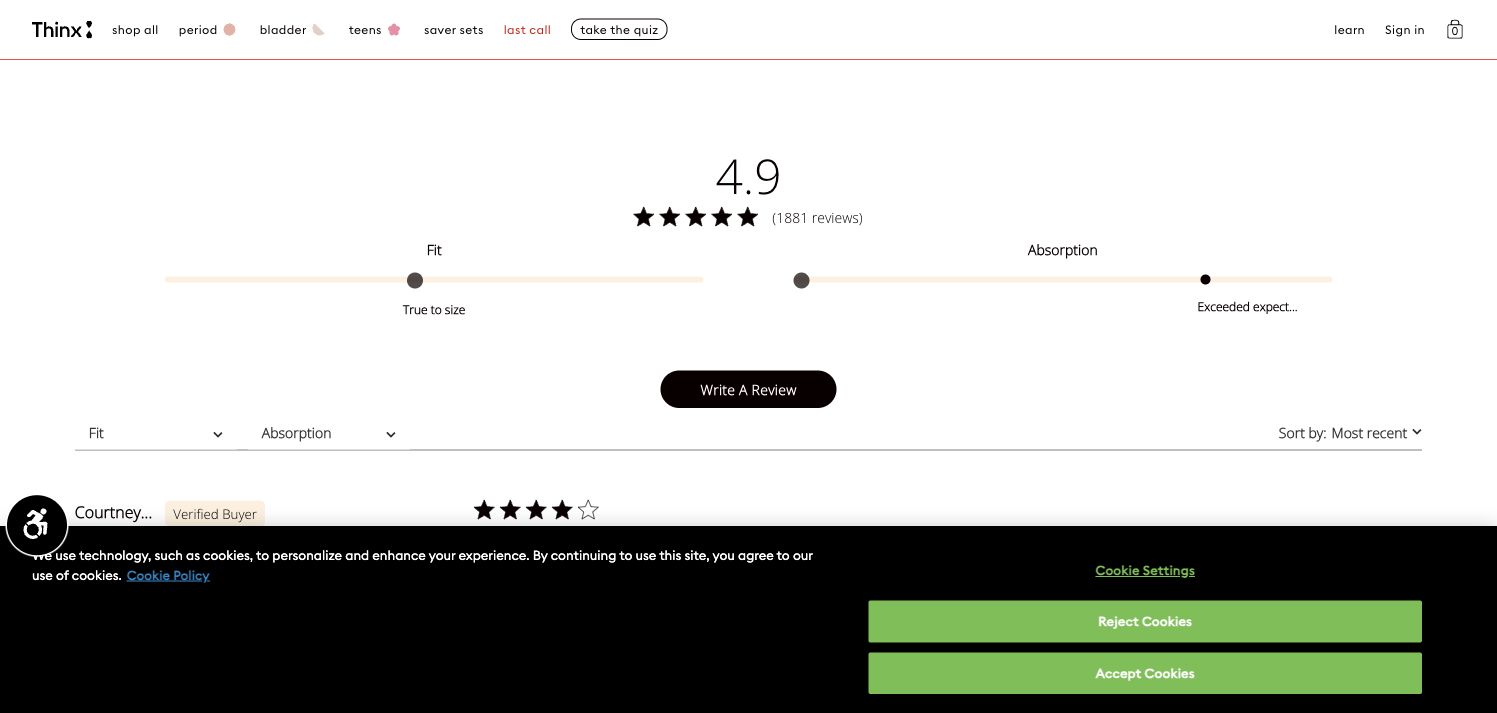 Thinx shop all period bladder teens saver sets last call take the quiz learn Sign in 0
4.9
(1881 reviews)
Fit Absorption
True to size Exceeded expect...
Write A Review
Fit Absorption Sort by: Most recent
Courtney... Verified Buyer
We use technology, such as cookies, to personalize and enhance your experience. By continuing to use this site, you agree to our
use of cookies. Cookie Policy
Cookie Settings
Reject Cookies
Accept Cookies